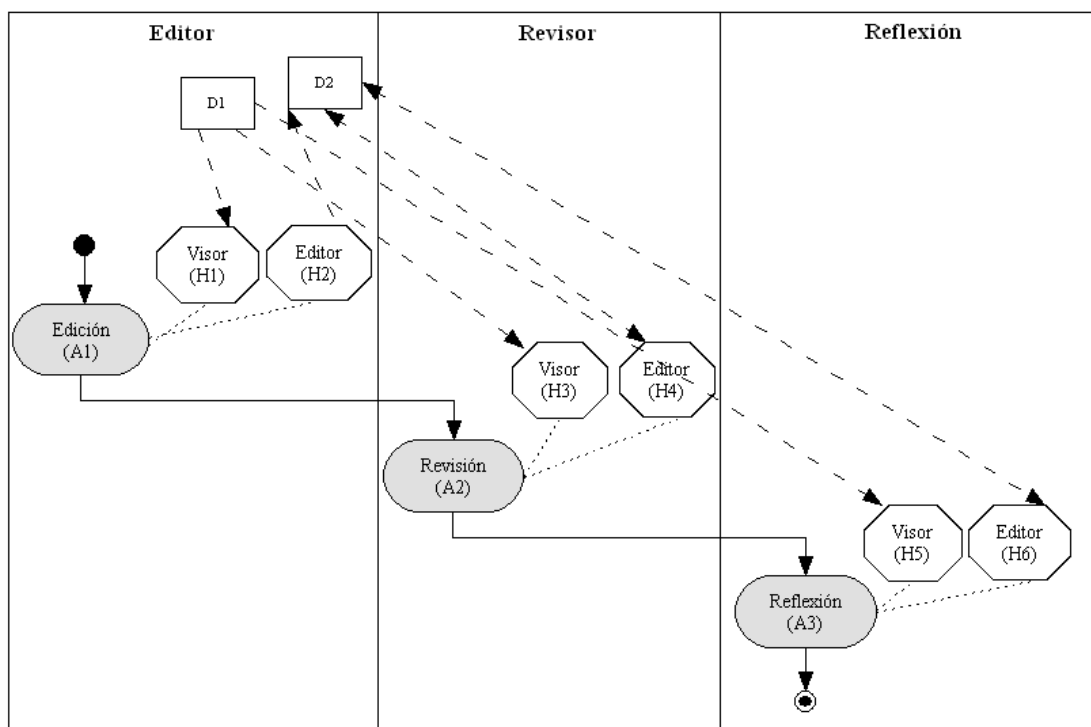 Editor
Revisor
Reflexión
D1
D2
Visor
(H1)
Editor
(H2)
Edición
(A1)
Visor
(H3)
Editor
(H4)
Revisión
(A2)
Visor
(H5)
Editor
(H6)
Reflexión
(A3)